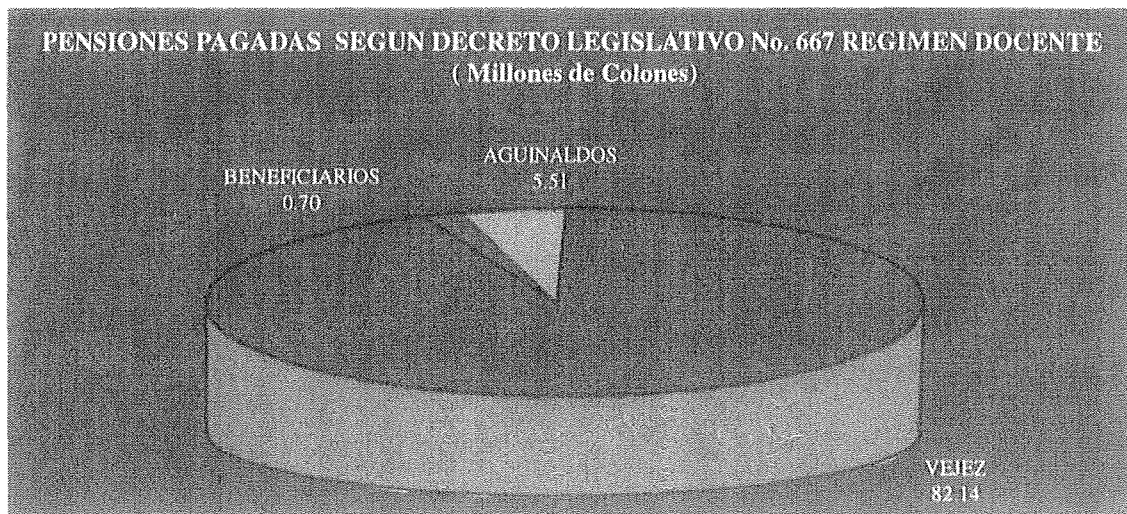 PENSIONES PAGADAS SEGUN DECRETO LEGISLATIVO No. 667 REGIMEN DOCENTE
( Millones de Colones)
AGUINALDOS
5.51
BENEFICIARIOS
0.70
VEJEZ
82.14